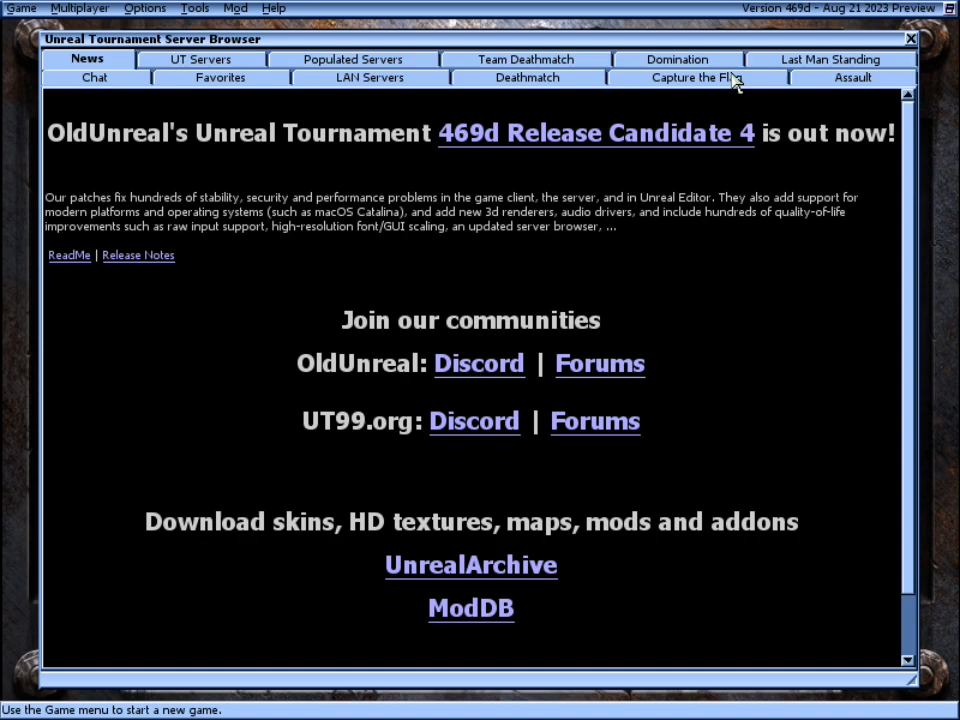 Game Multiplayer Options Tools Mod Help Version 469d - Aug 21 2023 Preview
Unreal Tournament Server Browser
News UT Servers Populated Servers Team Deathmatch Domination Last Man Standing
Chat Favorites LAN Servers Deathmatch Capture the Flag Assault
OldUnreal's Unreal Tournament 469d Release Candidate 4 is out now!
Our patches fix hundreds of stability, security and performance problems in the game client, the server, and in Unreal Editor. They also add support for
modern platforms and operating systems (such as macOS Catalina), and add new 3d renderers, audio drivers, and include hundreds of quality-of-life
improvements such as raw input support, high-resolution font/GUI scaling, an updated server browser, ...
ReadMe | Release Notes
Join our communities
OldUnreal: Discord | Forums
UT99.org: Discord | Forums
Download skins, HD textures, maps, mods and addons
UnrealArchive
ModDB
Use the Game menu to start a new game.